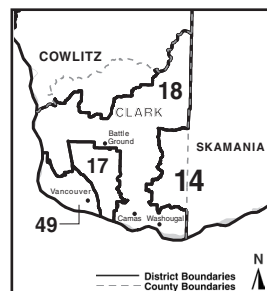 COWLITZ
18
CLARK
Battle
Ground
SKAMANIA
17
14
Vancouver
49
Camas
Washougal
N
District Boundaries
County Boundaries